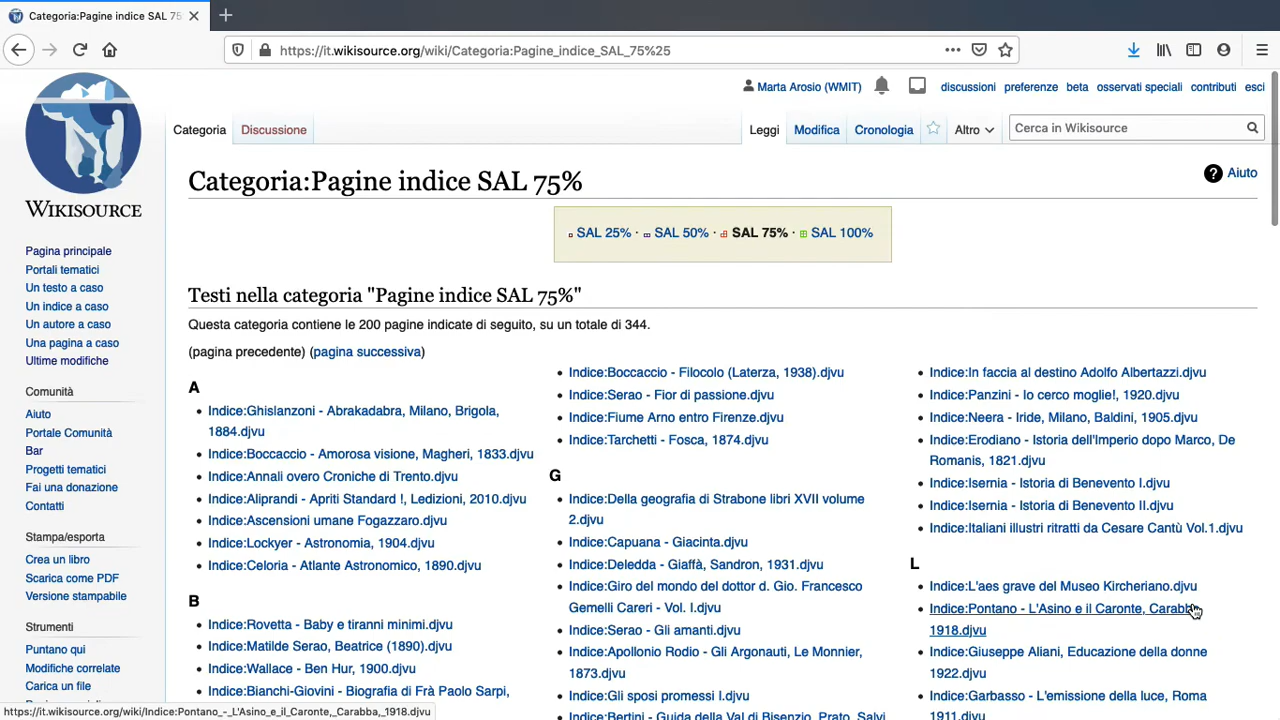 Categoria:Pagine indice SAL 75
https://it.wikisource.org/wiki/Categoria:Pagine_indice_SAL_75%25
Marta Arosio (WMIT)
discussioni
preferenze
beta
osservati speciali
contributi
esci
Categoria
Discussione
Leggi
Modifica
Cronologia
Altro
Cerca in Wikisource
WIKISOURCE
Pagina principale
Portali tematici
Un testo a caso
Un indice a caso
Un autore a caso
Una pagina a caso
Ultime modifiche
Comunità
Aiuto
Portale Comunità
Bar
Progetti tematici
Fai una donazione
Contatti
Stampa/esporta
Crea un libro
Scarica come PDF
Versione stampabile
Strumenti
Puntano qui
Modifiche correlate
Carica un file
Categoria:Pagine indice SAL 75%
Aiuto
SAL 25% · SAL 50% · SAL 75% · SAL 100%
Testi nella categoria "Pagine indice SAL 75%"
Questa categoria contiene le 200 pagine indicate di seguito, su un totale di 344.
(pagina precedente) (pagina successiva)
A
Indice:Ghislanzoni - Abrakadabra, Milano, Brigola,
1884.djvu
Indice:Boccaccio - Amorosa visione, Magheri, 1833.djvu
Indice:Annali overo Croniche di Trento.djvu
Indice:Aliprandi - Apriti Standard !, Ledizioni, 2010.djvu
Indice:Ascensioni umane Fogazzaro.djvu
Indice:Lockyer - Astronomia, 1904.djvu
Indice:Celoria - Atlante Astronomico, 1890.djvu
B
Indice:Rovetta - Baby e tiranni minimi.djvu
Indice:Matilde Serao, Beatrice (1890).djvu
Indice:Wallace - Ben Hur, 1900.djvu
Indice:Bianchi-Giovini - Biografia di Frà Paolo Sarpi,
Indice:Boccaccio - Filocolo (Laterza, 1938).djvu
Indice:Serao - Fior di passione.djvu
Indice:Fiume Arno entro Firenze.djvu
Indice:Tarchetti - Fosca, 1874.djvu
G
Indice:Della geografia di Strabone libri XVII volume
2.djvu
Indice:Capuana - Giacinta.djvu
Indice:Deledda - Giaffà, Sandron, 1931.djvu
Indice:Giro del mondo del dottor d. Gio. Francesco
Gemelli Careri - Vol. I.djvu
Indice:Serao - Gli amanti.djvu
Indice:Apollonio Rodio - Gli Argonauti, Le Monnier,
1873.djvu
Indice:Gli sposi promessi I.djvu
Indice:Bertini - Guida della Val di Bisenzio, Prato, Salvi
Indice:In faccia al destino Adolfo Albertazzi.djvu
Indice:Panzini - Io cerco moglie!, 1920.djvu
Indice:Neera - Iride, Milano, Baldini, 1905.djvu
Indice:Erodiano - Istoria dell'Imperio dopo Marco, De
Romanis, 1821.djvu
Indice:Isernia - Istoria di Benevento I.djvu
Indice:Isernia - Istoria di Benevento II.djvu
Indice:Italiani illustri ritratti da Cesare Cantù Vol.1.djvu
L
Indice:L'aes grave del Museo Kircheriano.djvu
Indice:Pontano - L'Asino e il Caronte, Carabba,
1918.djvu
Indice:Giuseppe Aliani, Educazione della donne
1922.djvu
Indice:Garbasso - L'emissione della luce, Roma
1911.djvu
https://it.wikisource.org/wiki/Indice:Pontano_-_L'Asino_e_il_Caronte,_Carabba,_1918.djvu